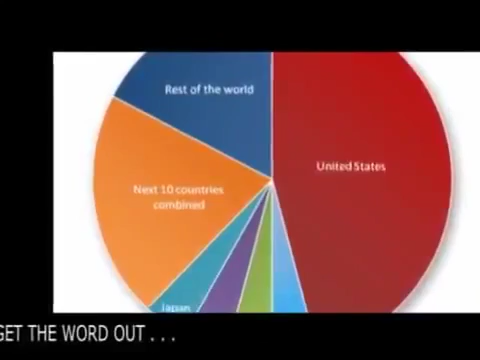 Rest of the world
United States
Next 10 countries
combined
Japan
GET THE WORD OUT . . .